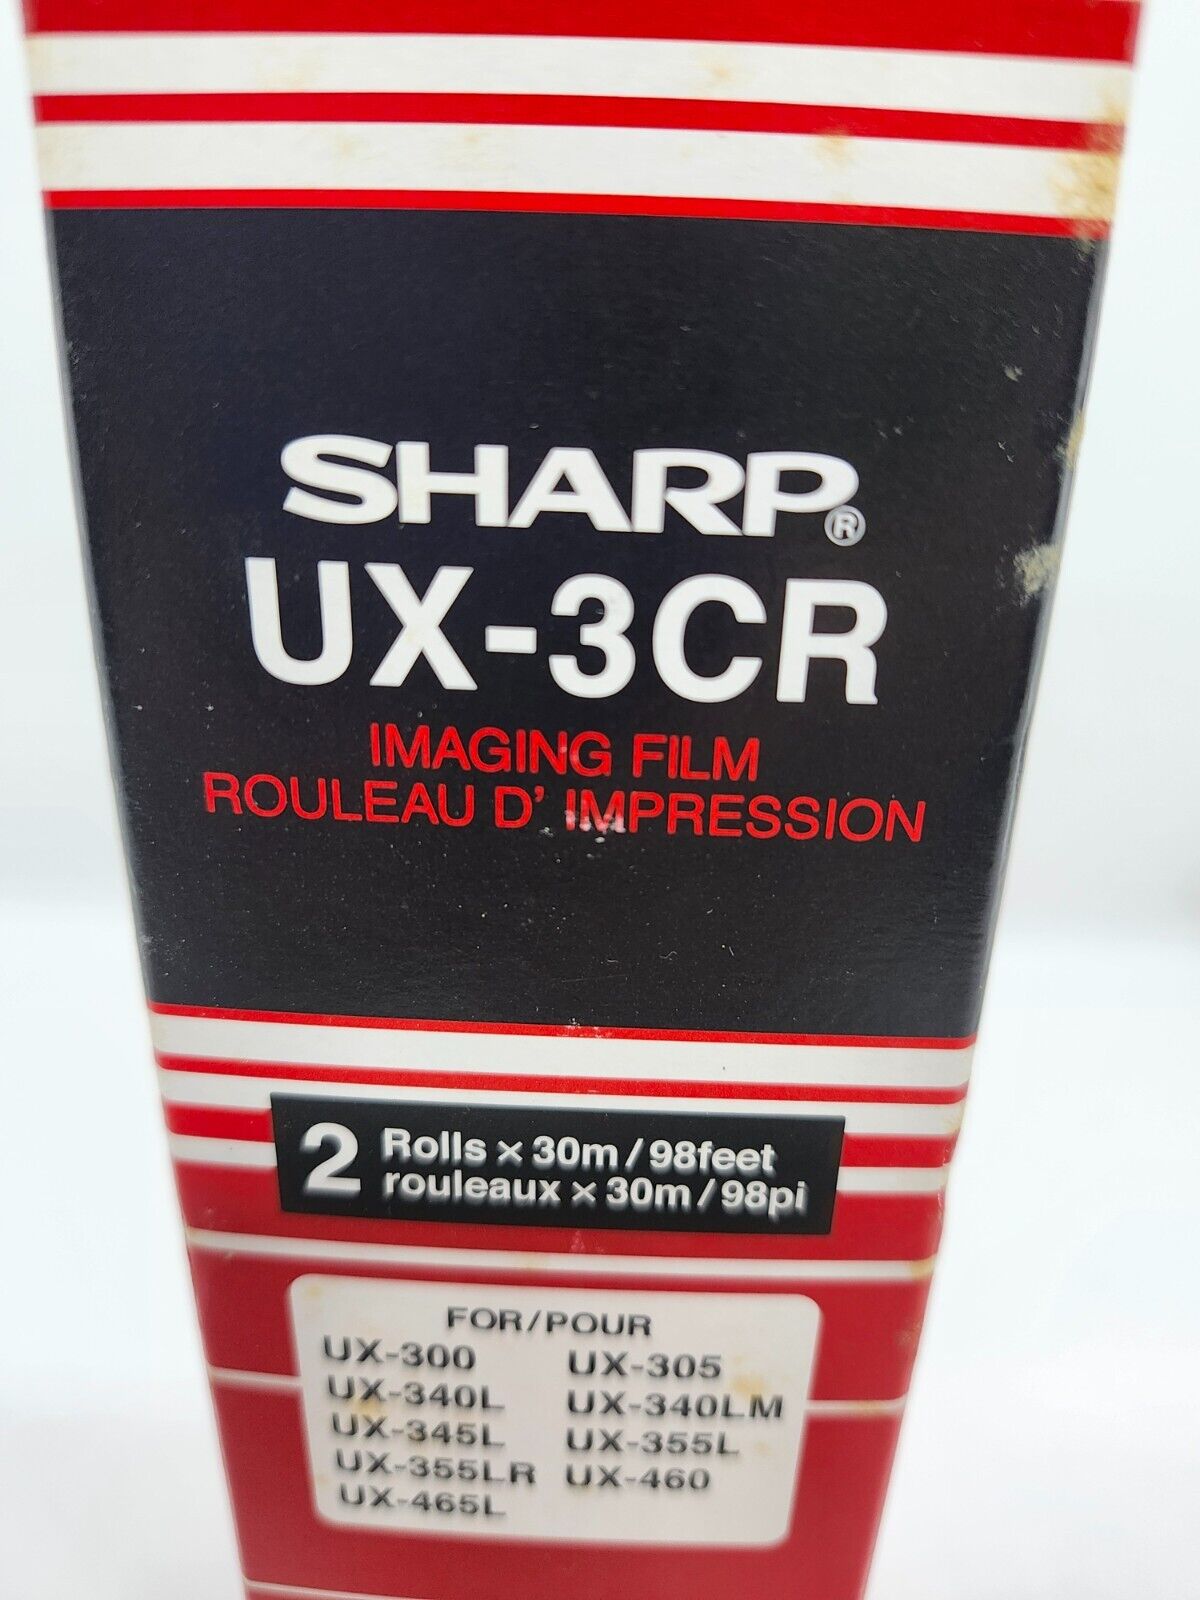 SHARP®
UX-3CR
IMAGING FILM
ROULEAU D' IMPRESSION
2 Rolls × 30m / 98feet
rouleaux × 30m / 98pi
FOR/POUR
UX-300 UX-305
UX-340L UX-340LM
UX-345L UX-355L
UX-355LR UX-460
UX-465L